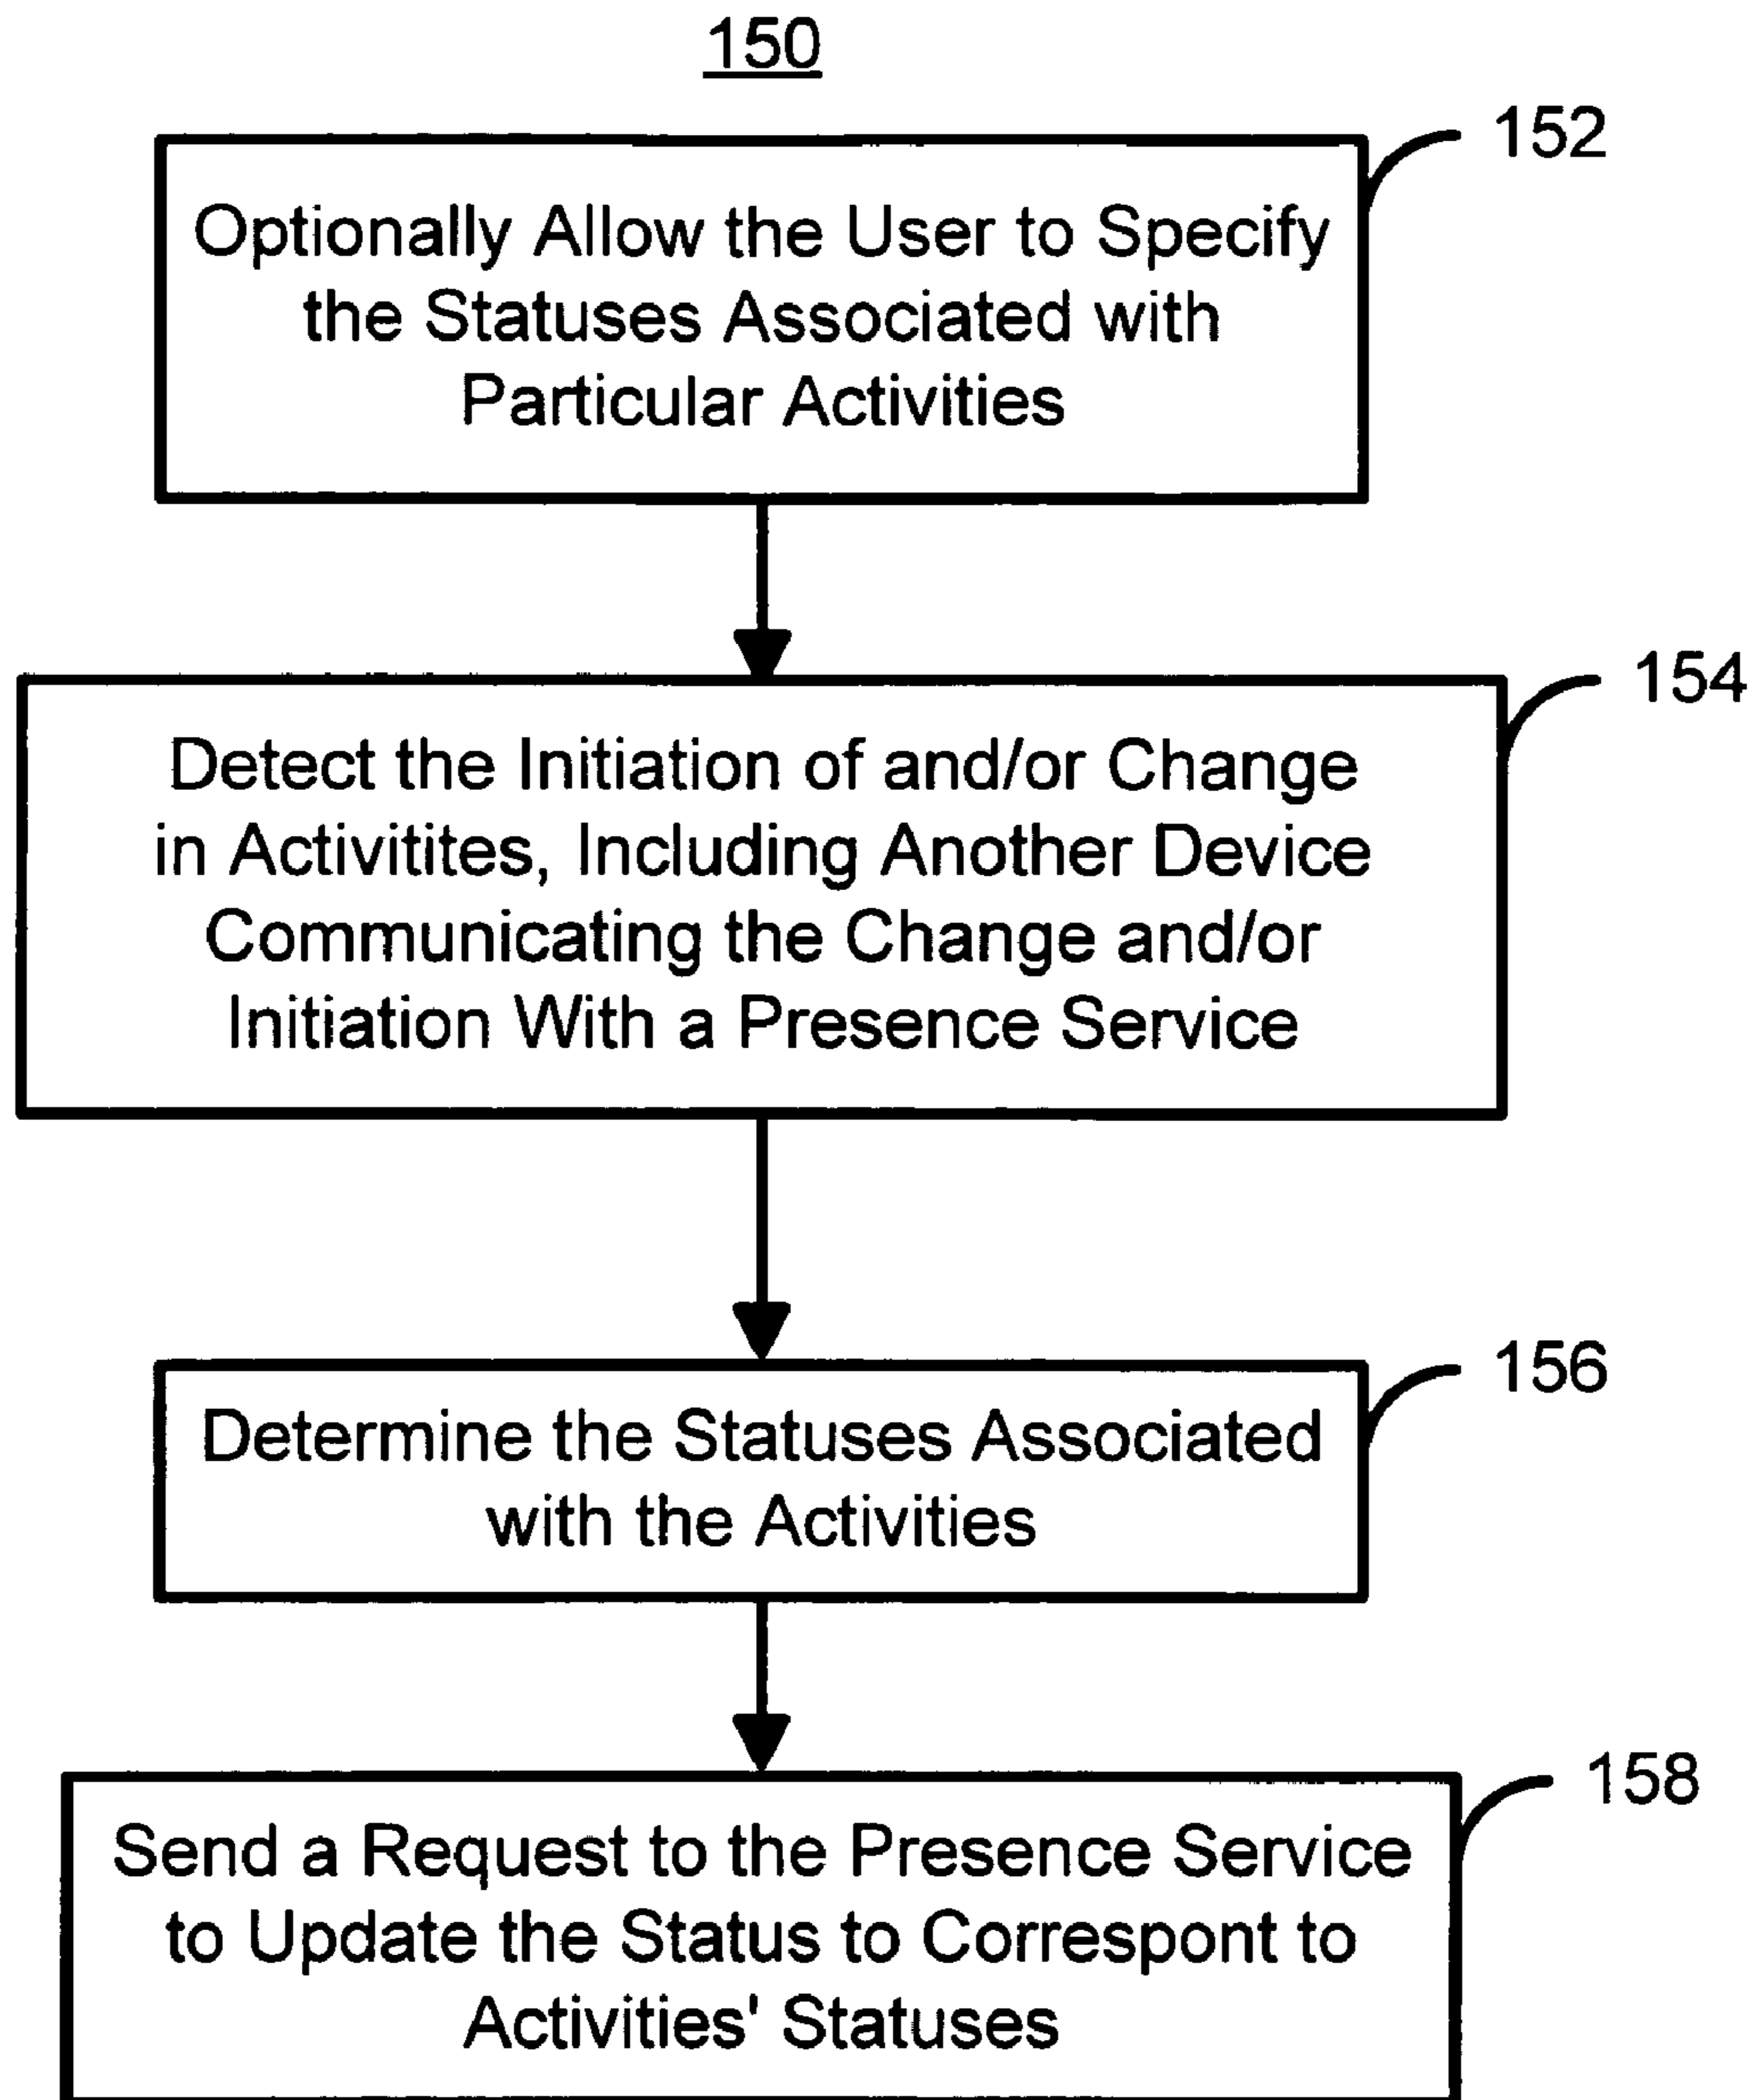 150
152
Optionally Allow the User to Specify
the Statuses Associated with
Particular Activities
154
Detect the Initiation of and/or Change
in Activitites, Including Another Device
Communicating the Change and/or
Initiation With a Presence Service
156
Determine the Statuses Associated
with the Activities
158
Send a Request to the Presence Service
to Update the Status to Correspont to
Activities' Statuses